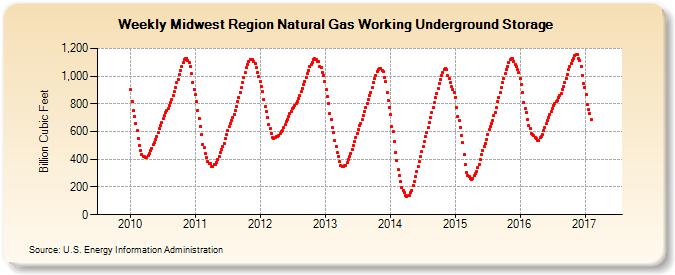 Weekly Midwest Region Natural Gas Working Underground Storage
Billion Cubic Feet
1,200
1,000
800
600
400
200
0
2010 2011 2012 2013 2014 2015 2016 2017
Source: U.S. Energy Information Administration